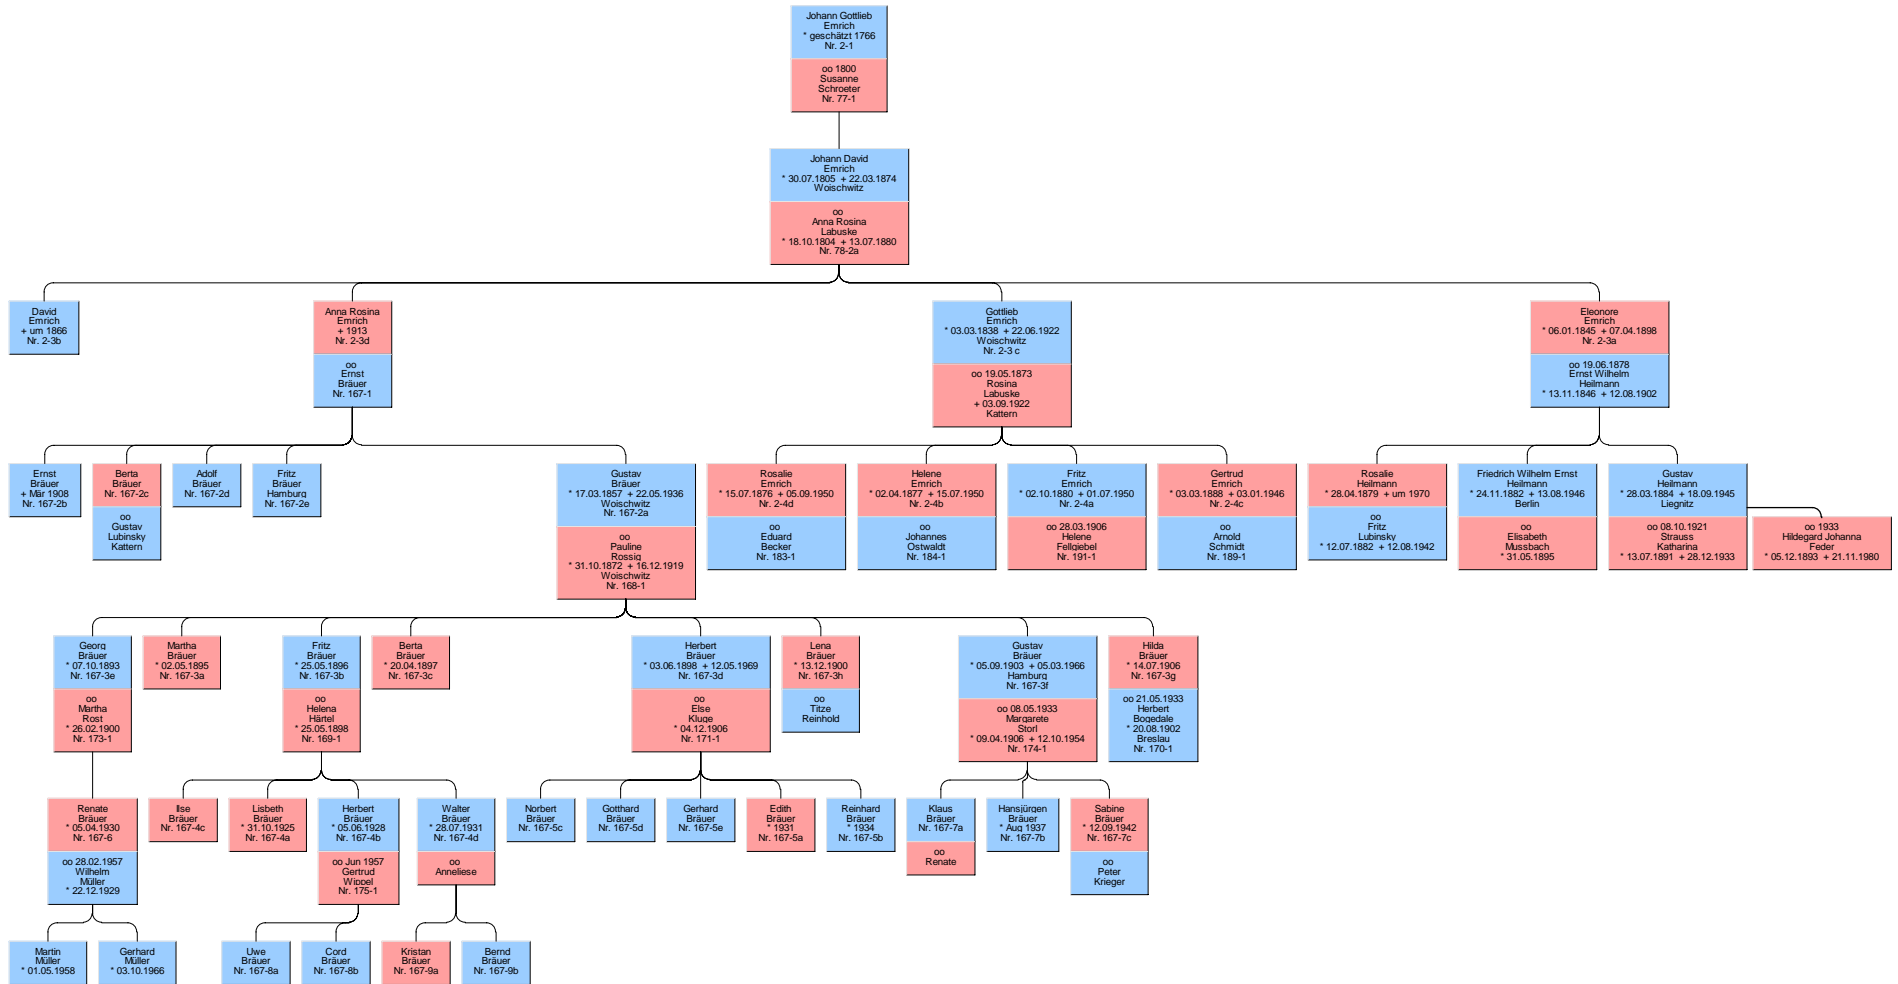 Johann Gottlieb
Emrich
* geschätzt 1766
Nr. 2-1
oo 1800
Susanne
Schroeter
Nr. 77-1
Johann David
Emrich
* 30.07.1805 + 22.03.1874
Woischwitz
oo
Anna Rosina
Labuske
* 18.10.1804 + 13.07.1880
Nr. 78-2a
David
Emrich
+ um 1866
Nr. 2-3b
Anna Rosina
Emrich
+ 1913
Nr. 2-3d
oo
Ernst
Bräuer
Nr. 167-1
Gottlieb
Emrich
* 03.03.1838 + 22.06.1922
Woischwitz
Nr. 2-3 c
oo 19.05.1873
Rosina
Labuske
+ 03.09.1922
Kattern
Eleonore
Emrich
* 06.01.1845 + 07.04.1898
Nr. 2-3a
oo 19.06.1878
Ernst Wilhelm
Heilmann
* 13.11.1846 + 12.08.1902
Ernst
Bräuer
+ Mär 1908
Nr. 167-2b
Berta
Bräuer
Nr. 167-2c
oo
Gustav
Lubinsky
Kattern
Adolf
Bräuer
Nr. 167-2d
Fritz
Bräuer
Hamburg
Nr. 167-2e
Gustav
Bräuer
* 17.03.1857 + 22.05.1936
Woischwitz
Nr. 167-2a
oo
Pauline
Rossig
* 31.10.1872 + 16.12.1919
Woischwitz
Nr. 168-1
Rosalie
Emrich
* 15.07.1876 + 05.09.1950
Nr. 2-4d
oo
Eduard
Becker
Nr. 183-1
Helene
Emrich
* 02.04.1877 + 15.07.1950
Nr. 2-4b
oo
Johannes
Ostwaldt
Nr. 184-1
Fritz
Emrich
* 02.10.1880 + 01.07.1950
Nr. 2-4a
oo 28.03.1906
Helene
Fellgiebel
Nr. 191-1
Gertrud
Emrich
* 03.03.1888 + 03.01.1946
Nr. 2-4c
oo
Arnold
Schmidt
Nr. 189-1
Rosalie
Heilmann
* 28.04.1879 + um 1970
oo
Fritz
Lubinsky
* 12.07.1882 + 12.08.1942
Friedrich Wilhelm Ernst
Heilmann
* 24.11.1882 + 13.08.1946
Berlin
oo
Elisabeth
Mussbach
* 31.05.1895
Gustav
Heilmann
* 28.03.1884 + 18.09.1945
Liegnitz
oo 08.10.1921
Strauss
Katharina
* 13.07.1891 + 28.12.1933
oo 1933
Hildegard Johanna
Feder
* 05.12.1893 + 21.11.1980
Georg
Bräuer
* 07.10.1893
Nr. 167-3e
oo
Martha
Rost
* 26.02.1900
Nr. 173-1
Martha
Bräuer
* 02.05.1895
Nr. 167-3a
Fritz
Bräuer
* 25.05.1896
Nr. 167-3b
oo
Helena
Härtel
* 25.05.1898
Nr. 169-1
Berta
Bräuer
* 20.04.1897
Nr. 167-3c
Herbert
Bräuer
* 03.06.1898 + 12.05.1969
Nr. 167-3d
oo
Else
Kluge
* 04.12.1906
Nr. 171-1
Lena
Bräuer
* 13.12.1900
Nr. 167-3h
oo
Titze
Reinhold
Gustav
Bräuer
* 05.09.1903 + 05.03.1966
Hamburg
Nr. 167-3f
oo 08.05.1933
Margarete
Storl
* 09.04.1906 + 12.10.1954
Nr. 174-1
Hilda
Bräuer
* 14.07.1906
Nr. 167-3g
oo 21.05.1933
Herbert
Bogedale
* 20.08.1902
Breslau
Nr. 170-1
Renate
Bräuer
* 05.04.1930
Nr. 167-6
oo 28.02.1957
Wilhelm
Müller
* 22.12.1929
Ilse
Bräuer
Nr. 167-4c
Lisbeth
Bräuer
* 31.10.1925
Nr. 167-4a
Herbert
Bräuer
* 05.06.1928
Nr. 167-4b
oo Jun 1957
Gertrud
Wippel
Nr. 175-1
Walter
Bräuer
* 28.07.1931
Nr. 167-4d
oo
Anneliese
Norbert
Bräuer
Nr. 167-5c
Gotthard
Bräuer
Nr. 167-5d
Gerhard
Bräuer
Nr. 167-5e
Edith
Bräuer
* 1931
Nr. 167-5a
Reinhard
Bräuer
* 1934
Nr. 167-5b
Klaus
Bräuer
Nr. 167-7a
oo
Renate
Hansjürgen
Bräuer
* Aug 1937
Nr. 167-7b
Sabine
Bräuer
* 12.09.1942
Nr. 167-7c
oo
Peter
Krieger
Martin
Müller
* 01.05.1958
Gerhard
Müller
* 03.10.1966
Uwe
Bräuer
Nr. 167-8a
Cord
Bräuer
Nr. 167-8b
Kristan
Bräuer
Nr. 167-9a
Bernd
Bräuer
Nr. 167-9b